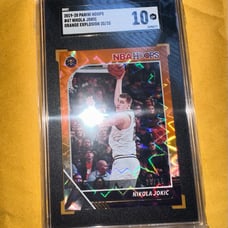 2019-20 PANINI HOOPS
#47 NIKOLA JOKIC
ORANGE EXPLOSION
10
NBA HOOPS
NIKOLA JOKIC